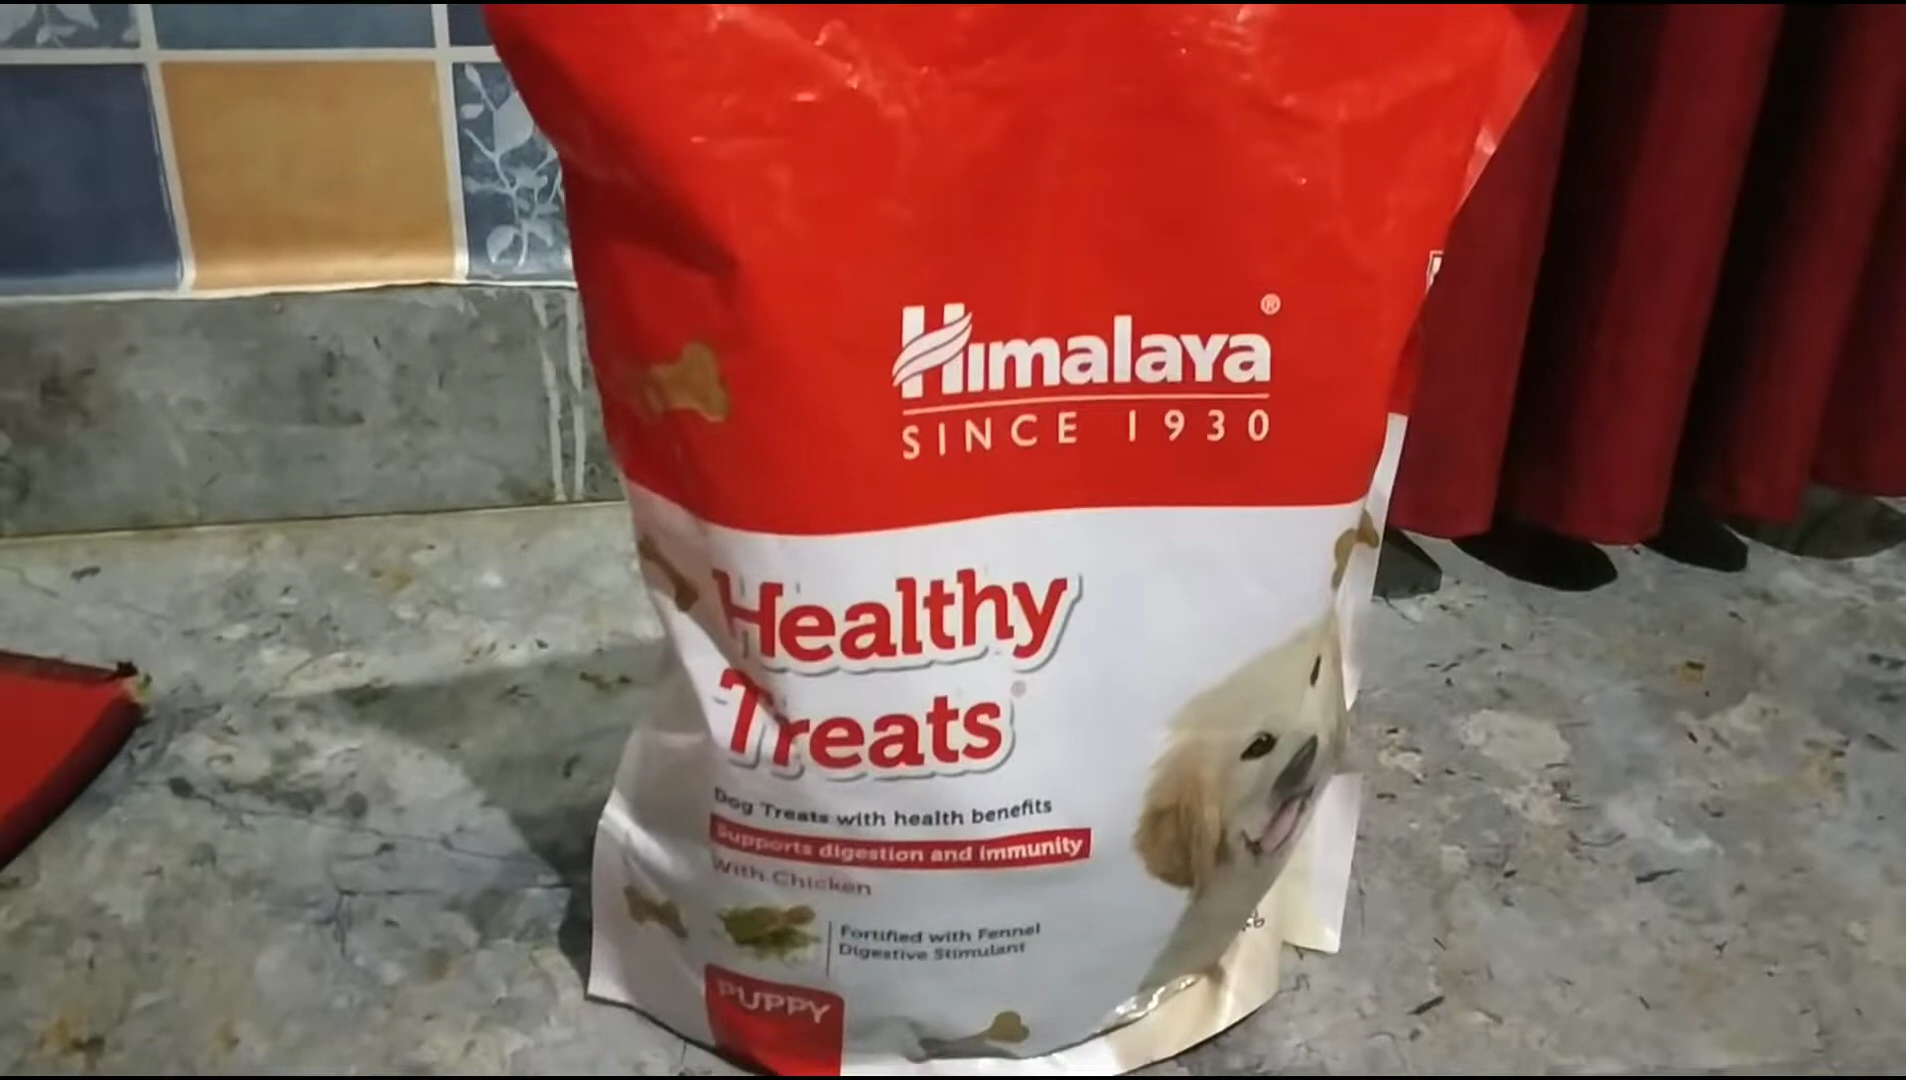 Himalaya®
SINCE 1930
Healthy
Treats
Dog Treats with health benefits
Supports digestion and immunity
With Chicken
Fortified with Fennel
Digestive Stimulant
PUPPY